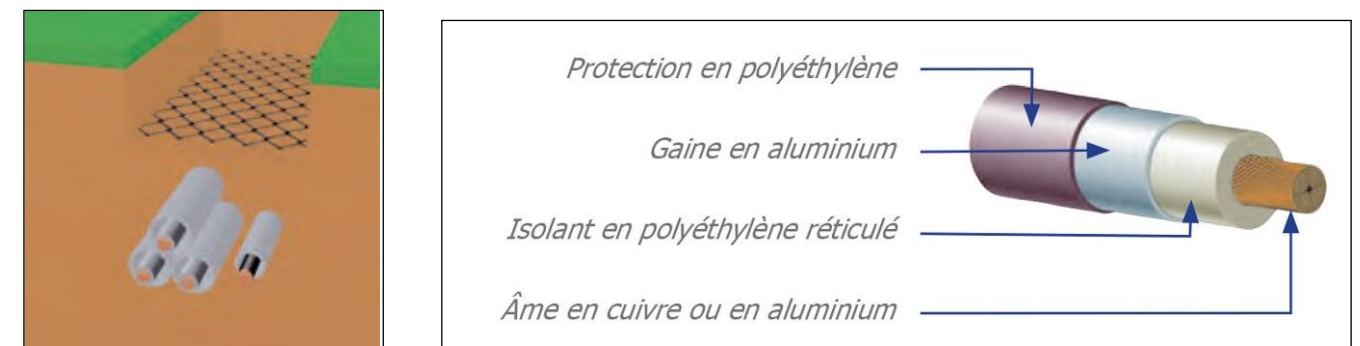 Protection en polyéthylène
Gaine en aluminium
Isolant en polyéthylène réticulé
Âme en cuivre ou en aluminium